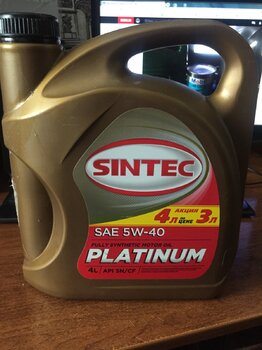 SINTEC
АКЦИЯ
4л по цене 3л
SAE 5W-40
FULLY SYNTHETIC MOTOR OIL
PLATINUM
4L API SN/CF